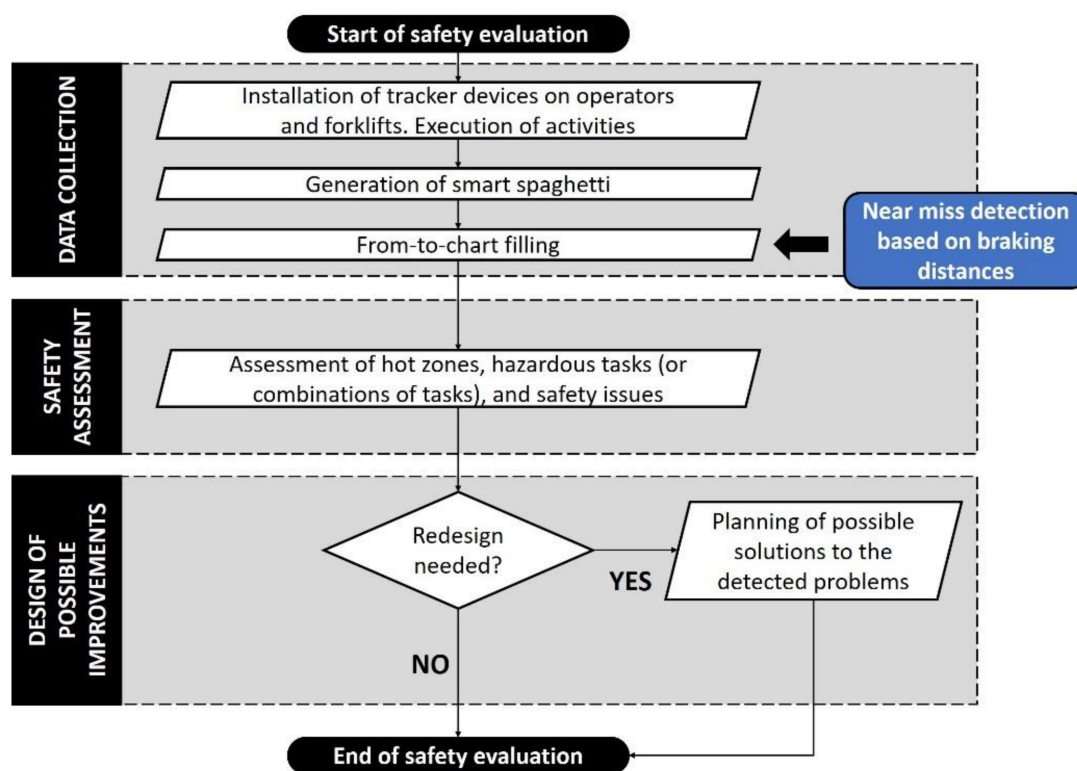 Start of safety evaluation
DATA COLLECTION
Installation of tracker devices on operators
and forklifts. Execution of activities
Generation of smart spaghetti
From-to-chart filling
Near miss detection
based on braking
distances
SAFETY
ASSESSMENT
Assessment of hot zones, hazardous tasks (or
combinations of tasks), and safety issues
DESIGN OF
POSSIBLE
IMPROVEMENTS
Redesign
needed?
YES
Planning of possible
solutions to the
detected problems
NO
End of safety evaluation